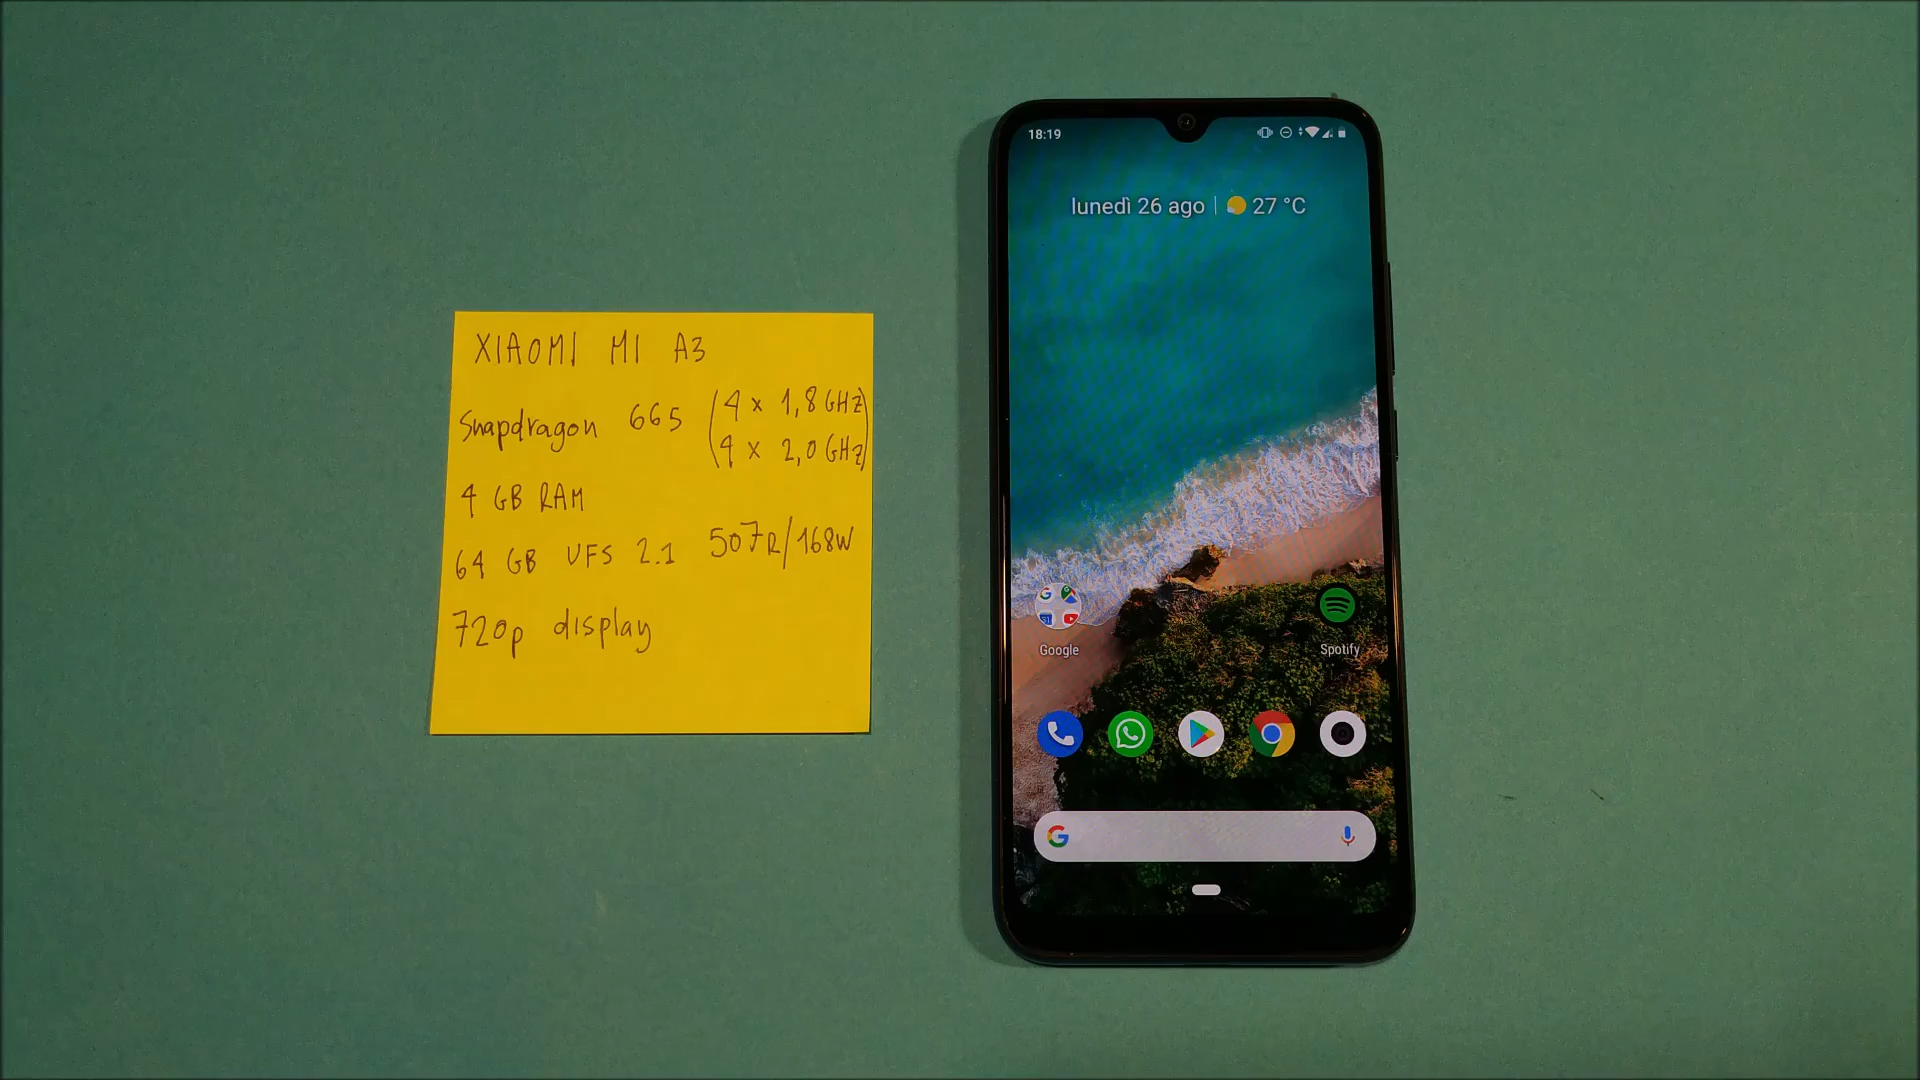 XIAOMI MI A3
Snapdragon 665 (4 x 1,8 GHz
4 x 2,0 GHz)
4 GB RAM
64 GB UFS 2.1 507R/168W
720p display
18:19
lunedì 26 ago | 27 °C
Google
Spotify